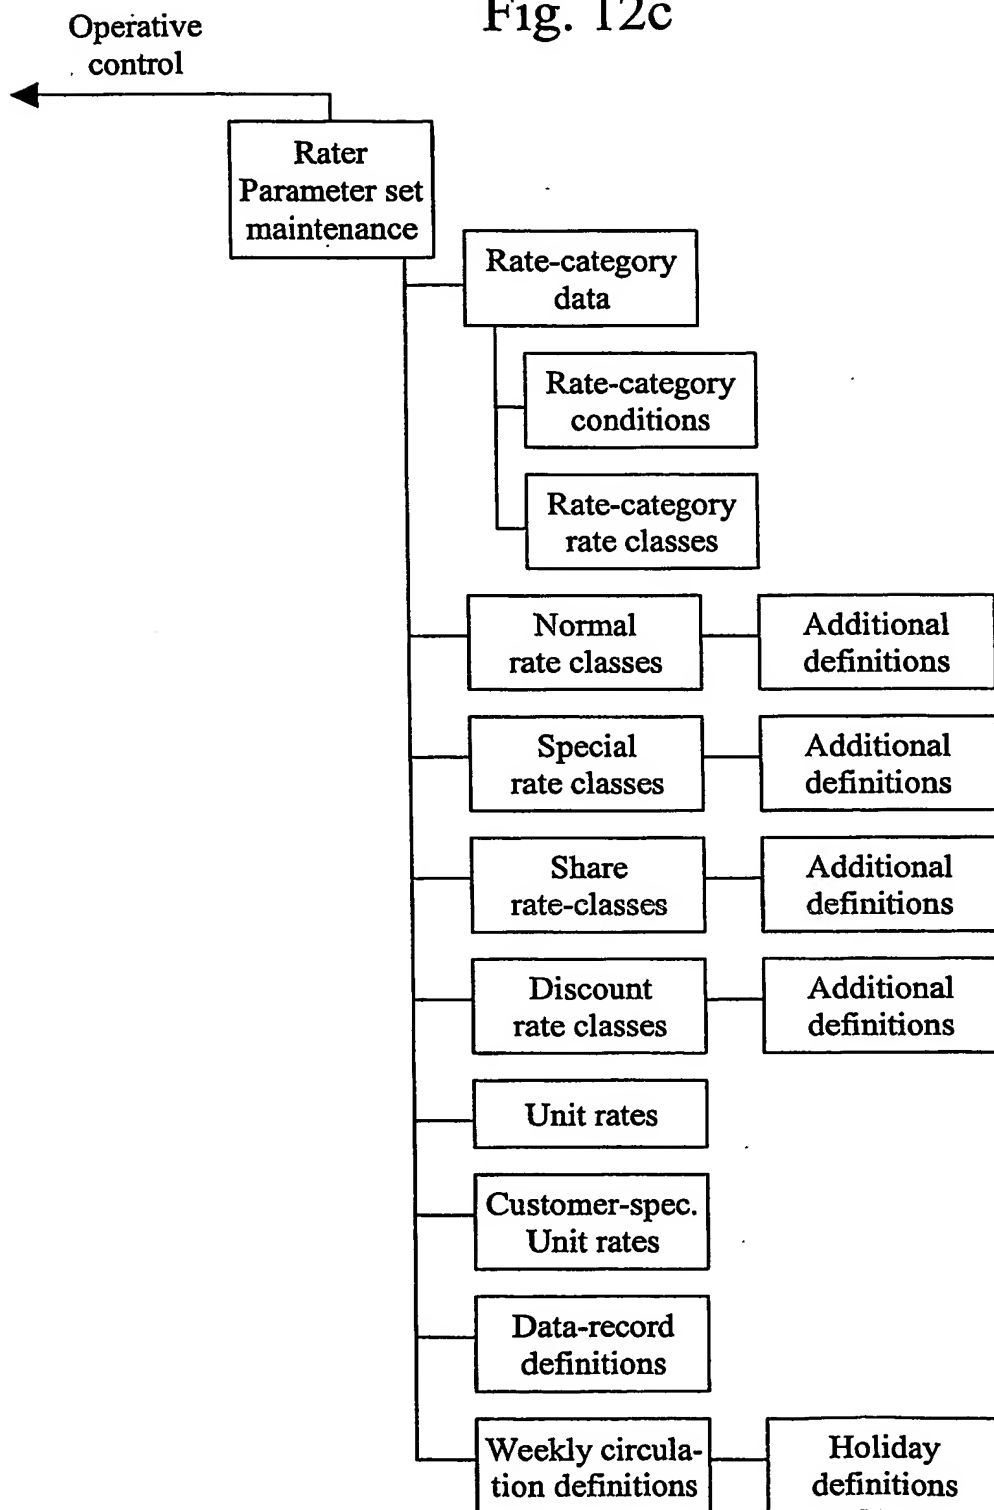 Fig. 12c
Operative
control
Rater
Parameter set
maintenance
Rate-category
data
Rate-category
conditions
Rate-category
rate classes
Normal
rate classes
Additional
definitions
Special
rate classes
Additional
definitions
Share
rate-classes
Additional
definitions
Discount
rate classes
Additional
definitions
Unit rates
Customer-spec.
Unit rates
Data-record
definitions
Weekly circula-
tion definitions
Holiday
definitions